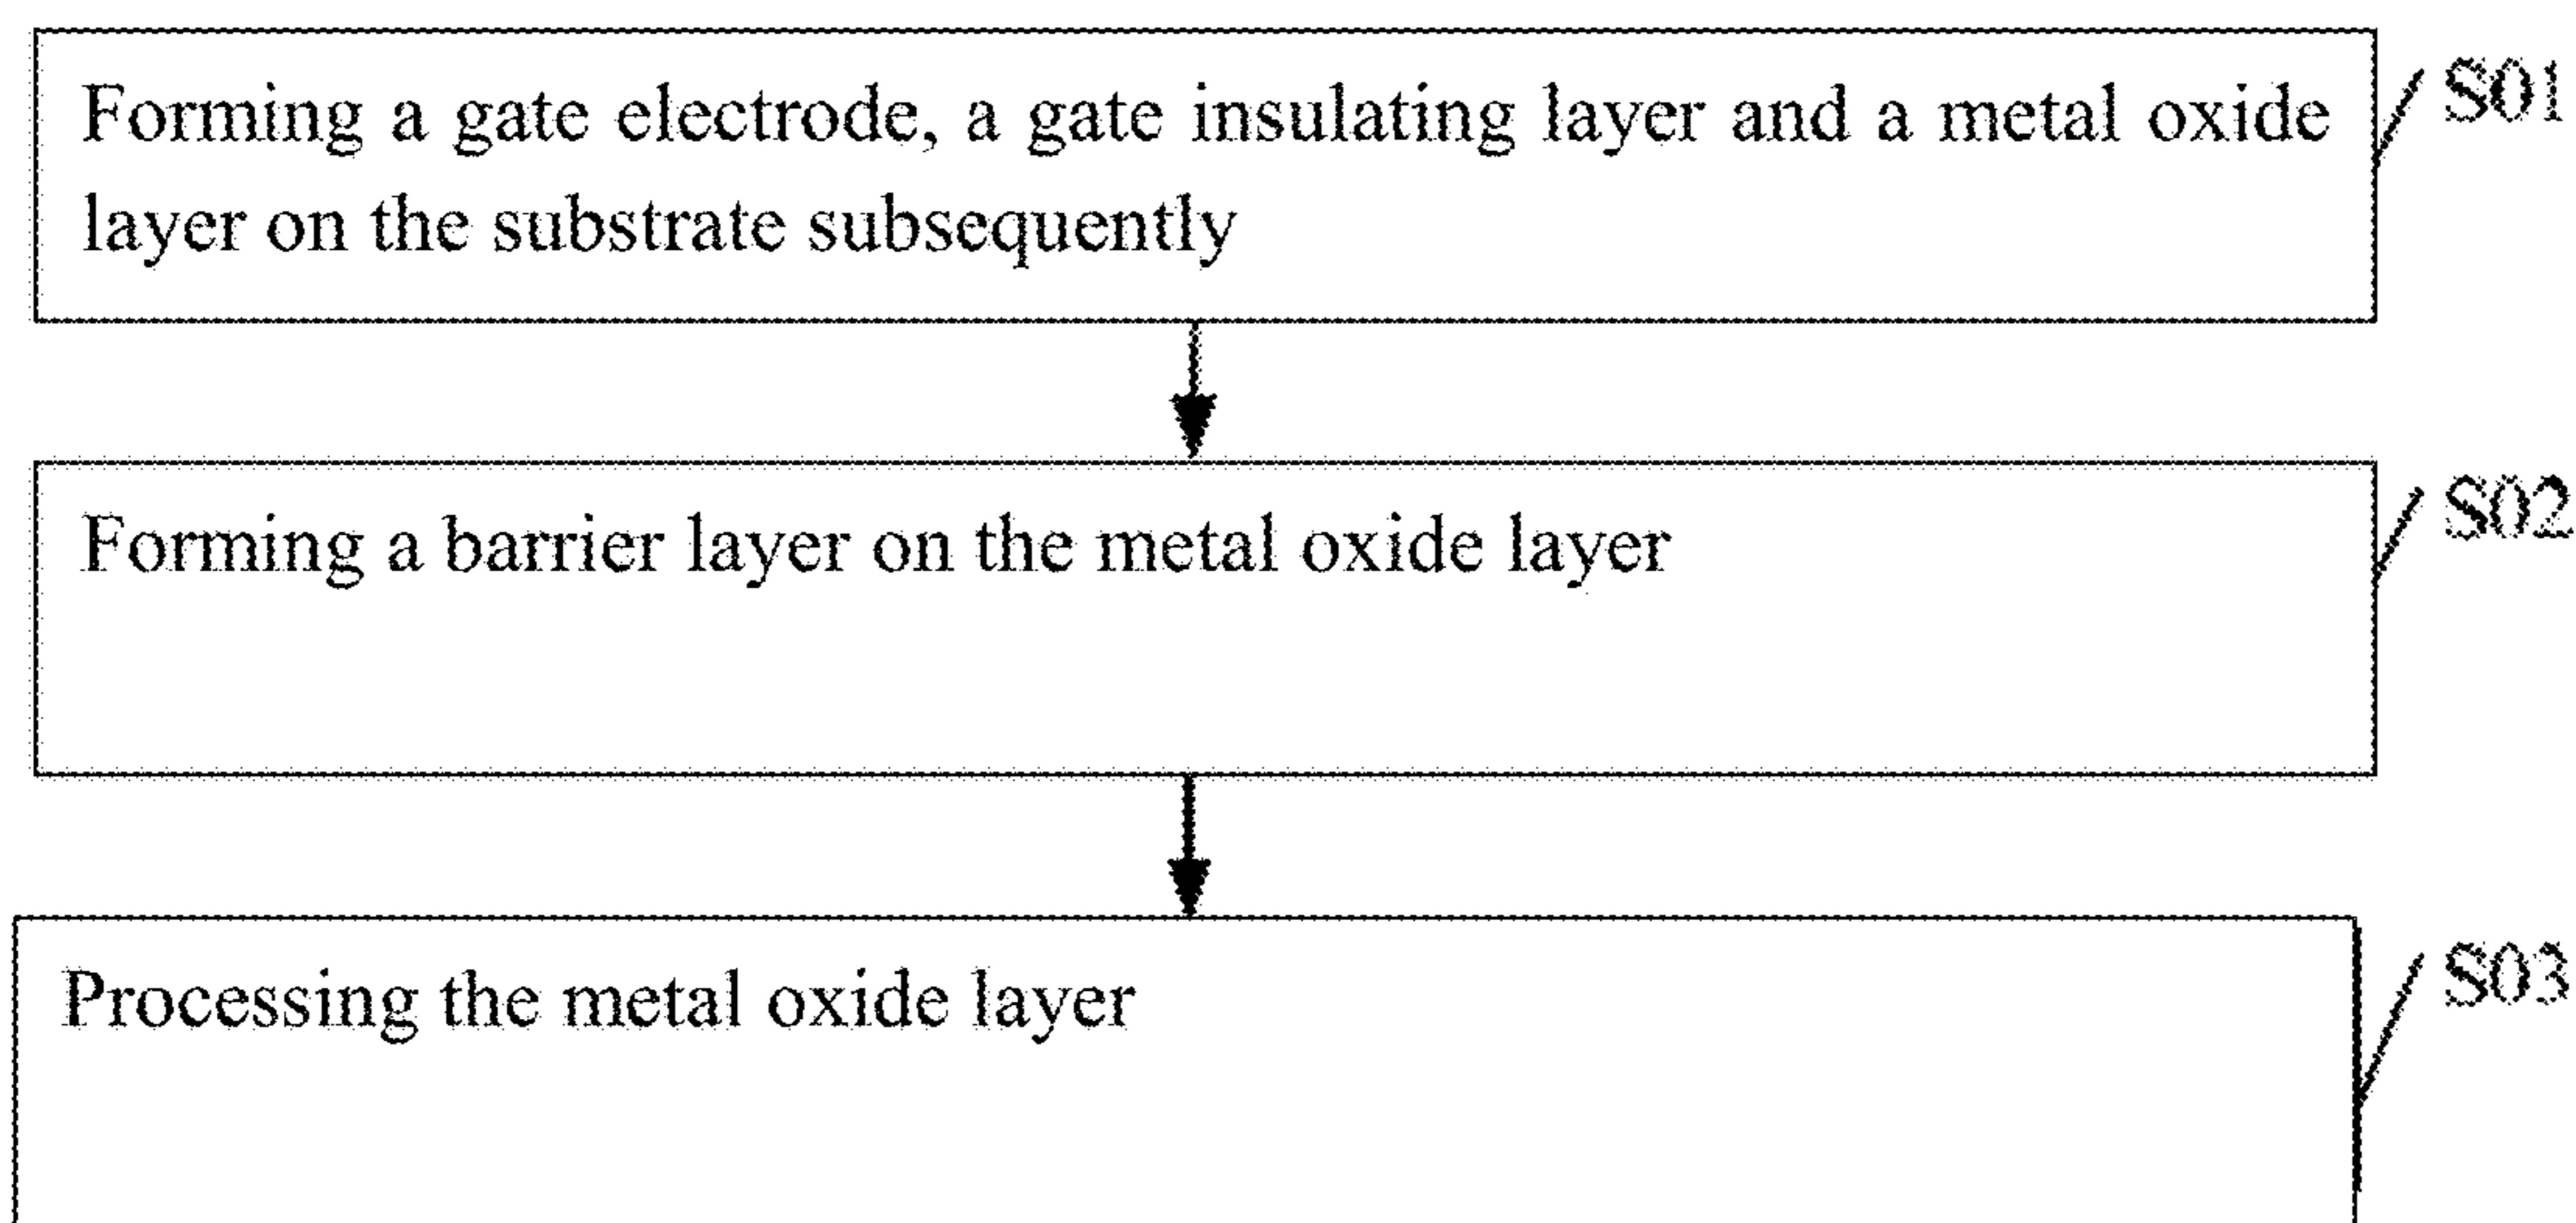 Forming a gate electrode, a gate insulating layer and a metal oxide S01
layer on the substrate subsequently
Forming a barrier layer on the metal oxide layer S02
Processing the metal oxide layer S03